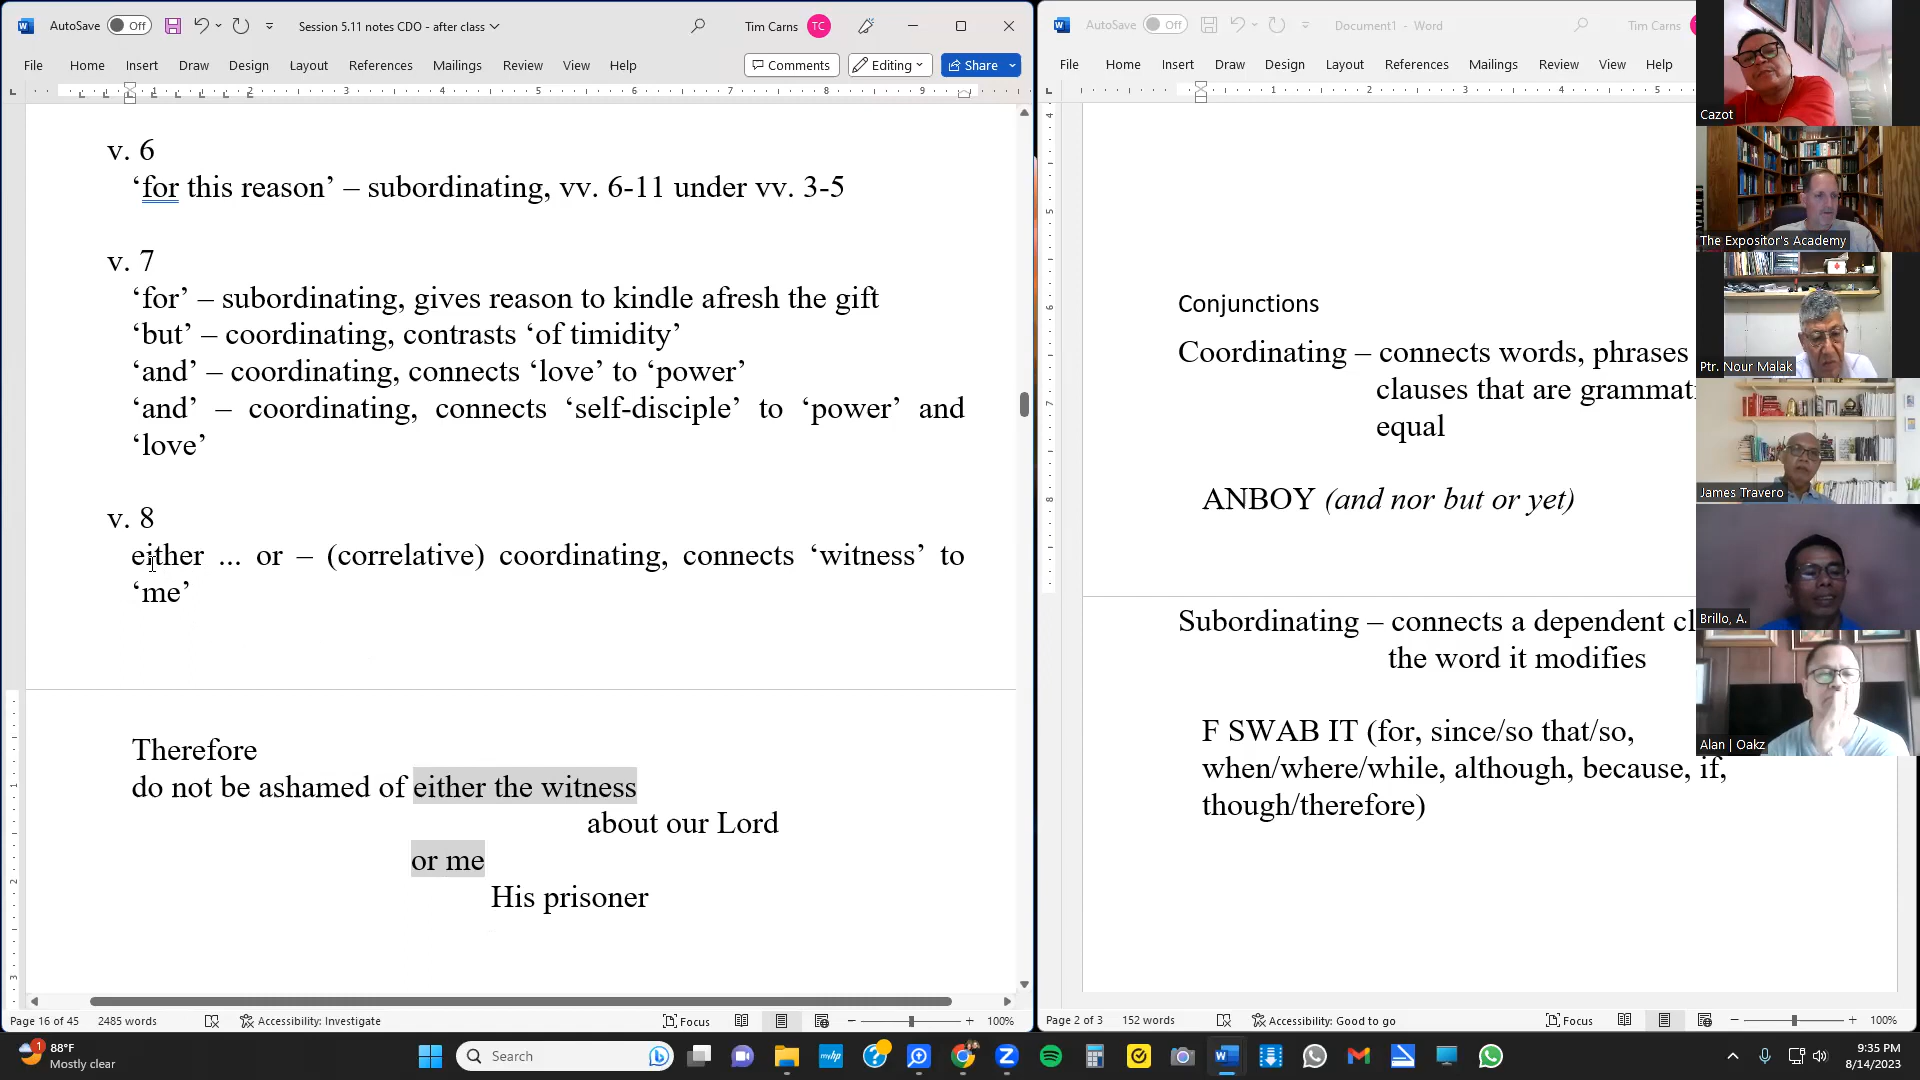 AutoSave Off Session 5.11 notes CDO - after class Tim Carns TC
File Home Insert Draw Design Layout References Mailings Review View Help Comments Editing Share
v. 6
‘for this reason’ – subordinating, vv. 6-11 under vv. 3-5
v. 7
‘for’ – subordinating, gives reason to kindle afresh the gift
‘but’ – coordinating, contrasts ‘of timidity’
‘and’ – coordinating, connects ‘love’ to ‘power’
‘and’ – coordinating, connects ‘self-disciple’ to ‘power’ and
‘love’
v. 8
either ... or – (correlative) coordinating, connects ‘witness’ to
‘me’
Therefore
do not be ashamed of either the witness
about our Lord
or me
His prisoner
Page 16 of 45 2485 words Accessibility: Investigate Focus 100%
AutoSave Off Document1 - Word Tim Carns
File Home Insert Draw Design Layout References Mailings Review View Help
Conjunctions
Coordinating – connects words, phrases
clauses that are grammati
equal
ANBOY (and nor but or yet)
Subordinating – connects a dependent cl
the word it modifies
F SWAB IT (for, since/so that/so,
when/where/while, although, because, if,
though/therefore)
Page 2 of 3 152 words Accessibility: Good to go Focus 100%
Cazot
The Expositor's Academy
Ptr. Nour Malak
James Travero
Brillo, A.
Alan | Oakz
1 88°F
Mostly clear
Search
9:35 PM
8/14/2023